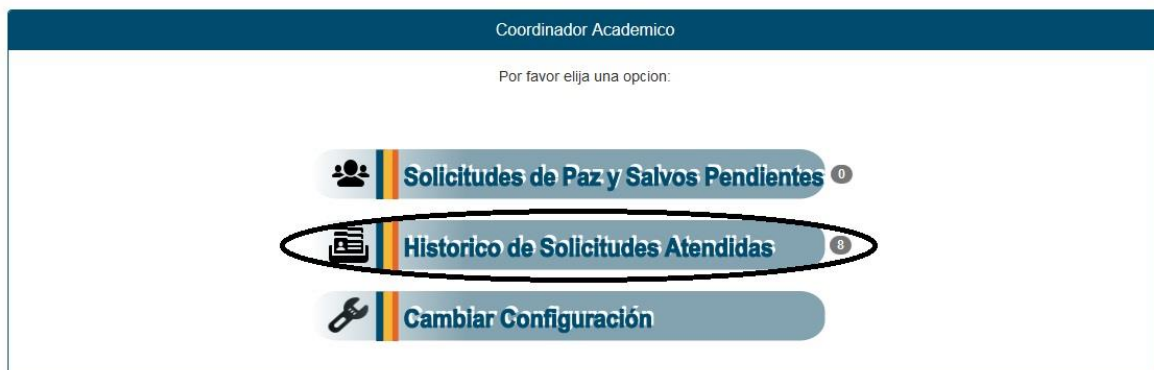 Coordinador Academico
Por favor elija una opcion:
Solicitudes de Paz y Salvos Pendientes 0
Historico de Solicitudes Atendidas 8
Cambiar Configuración